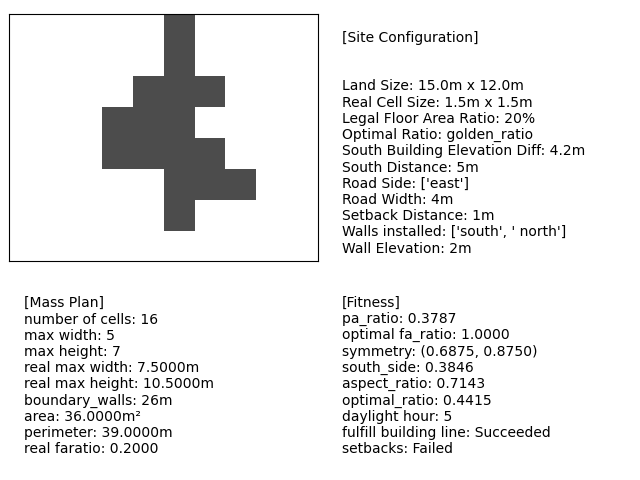 [Site Configuration]
Land Size: 15.0m x 12.0m
Real Cell Size: 1.5m x 1.5m
Legal Floor Area Ratio: 20%
Optimal Ratio: golden_ratio
South Building Elevation Diff: 4.2m
South Distance: 5m
Road Side: ['east']
Road Width: 4m
Setback Distance: 1m
Walls installed: ['south', ' north']
Wall Elevation: 2m
[Mass Plan]
number of cells: 16
max width: 5
max height: 7
real max width: 7.5000m
real max height: 10.5000m
boundary_walls: 26m
area: 36.0000m²
perimeter: 39.0000m
real faratio: 0.2000
[Fitness]
pa_ratio: 0.3787
optimal fa_ratio: 1.0000
symmetry: (0.6875, 0.8750)
south_side: 0.3846
aspect_ratio: 0.7143
optimal_ratio: 0.4415
daylight hour: 5
fulfill building line: Succeeded
setbacks: Failed